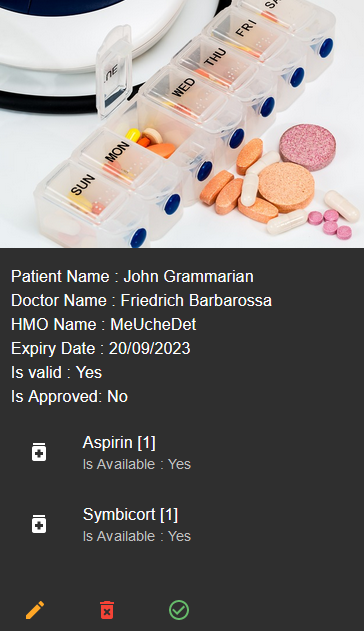 SA
FRI
THU
WED
MON
SUN
Patient Name : John Grammarian
Doctor Name : Friedrich Barbarossa
HMO Name : MeUcheDet
Expiry Date : 20/09/2023
Is valid : Yes
Is Approved: No
Aspirin [1]
Is Available : Yes
Symbicort [1]
Is Available : Yes